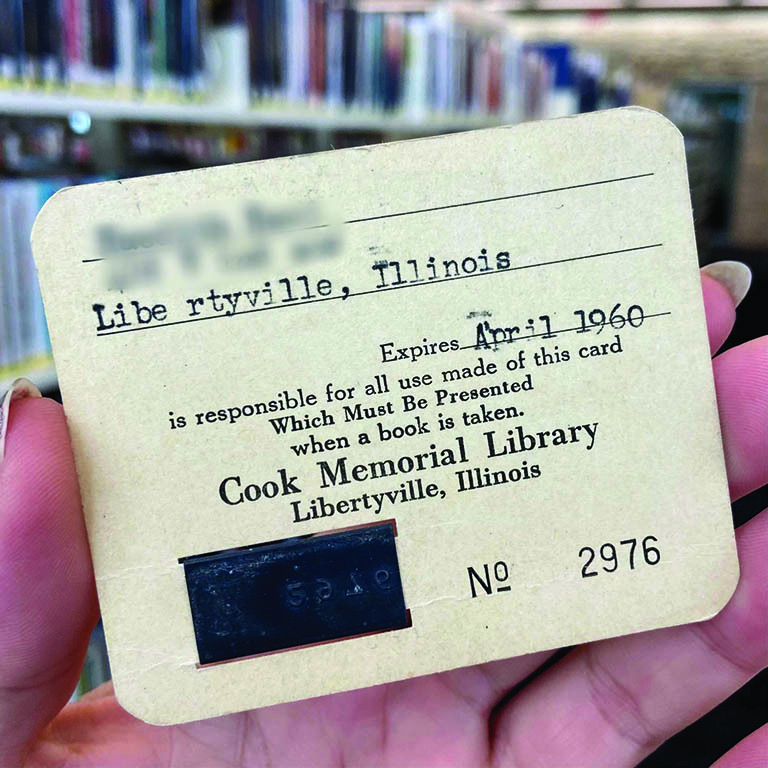 Libe rtyville, Illinois
Expires April 1960
is responsible for all use made of this card
Which Must Be Presented
when a book is taken.
Cook Memorial Library
Libertyville, Illinois
Nº 2976